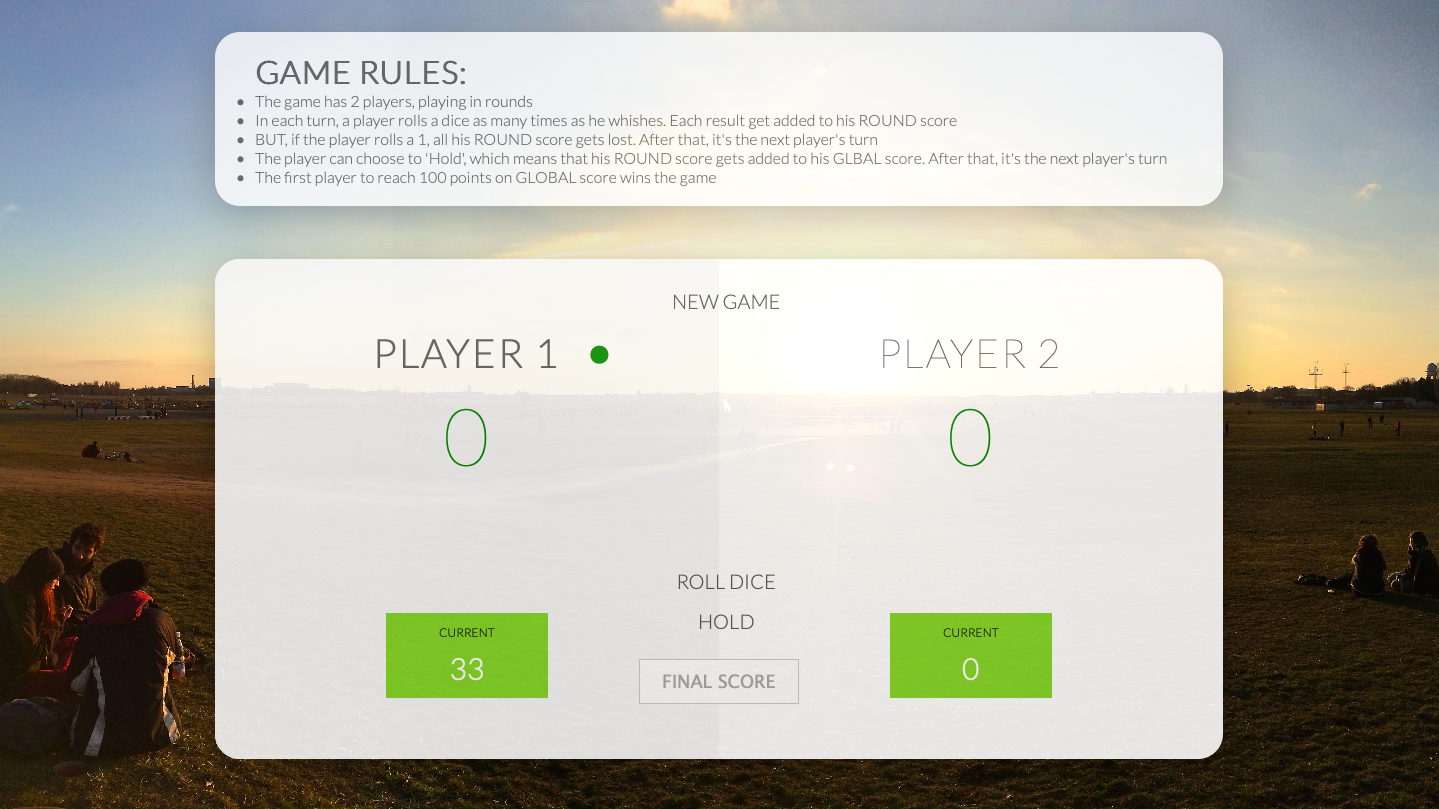 GAME RULES:
The game has 2 players, playing in rounds
In each turn, a player rolls a dice as many times as he whishes. Each result get added to his ROUND score
BUT, if the player rolls a 1, all his ROUND score gets lost. After that, it's the next player's turn
The player can choose to 'Hold', which means that his ROUND score gets added to his GLBAL score. After that, it's the next player's turn
The first player to reach 100 points on GLOBAL score wins the game
NEW GAME
PLAYER 1
PLAYER 2
0
0
ROLL DICE
HOLD
CURRENT
33
CURRENT
0
FINAL SCORE